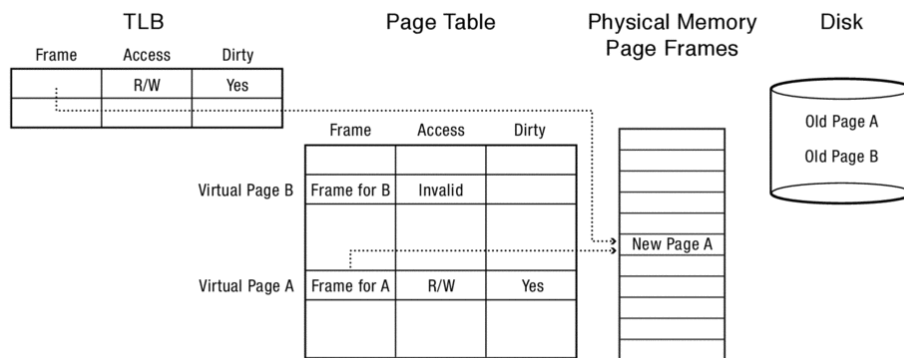 TLB
Page Table
Physical Memory
Page Frames
Disk
Frame Access Dirty
R/W Yes
Frame Access Dirty
Virtual Page B Frame for B Invalid
Virtual Page A Frame for A R/W Yes
New Page A
Old Page A
Old Page B